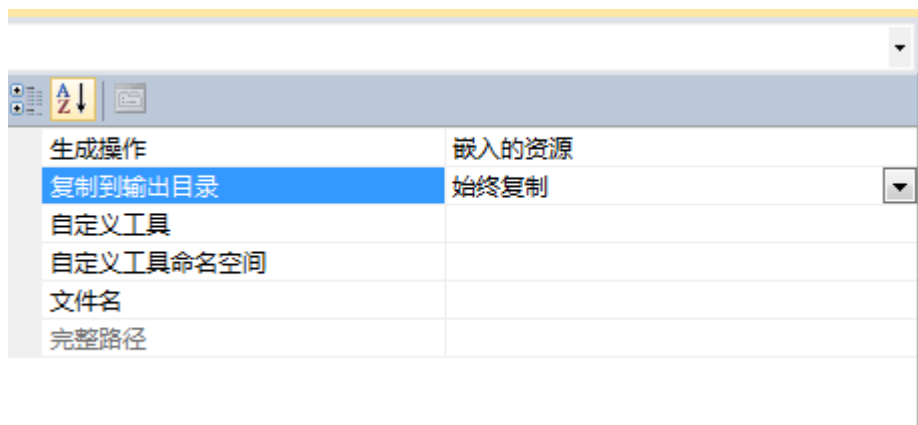 生成操作 嵌入的资源
复制到输出目录 始终复制
自定义工具
自定义工具命名空间
文件名
完整路径